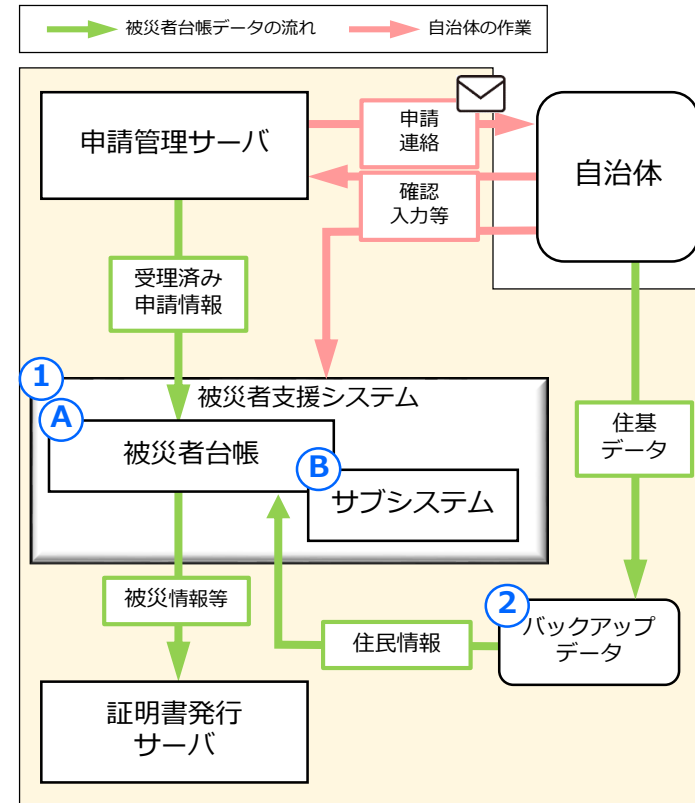 被災者台帳データの流れ
自治体の作業
申請管理サーバ
申請
連絡
自治体
確認
入力等
受理済み
申請情報
1
被災者支援システム
A
被災者台帳
B
サブシステム
住基
データ
被災情報等
住民情報
2
バックアップ
データ
証明書発行
サーバ